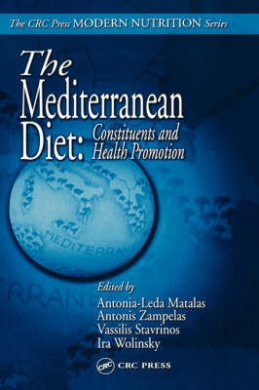 The CRC Press MODERN NUTRITION Series
The
Mediterranean
Diet: Constituents and
Health Promotion
MEDITERRANEAN
Edited by
Antonia-Leda Matalas
Antonis Zampelas
Vassilis Stavrinos
Ira Wolinsky
CRC CRC PRESS